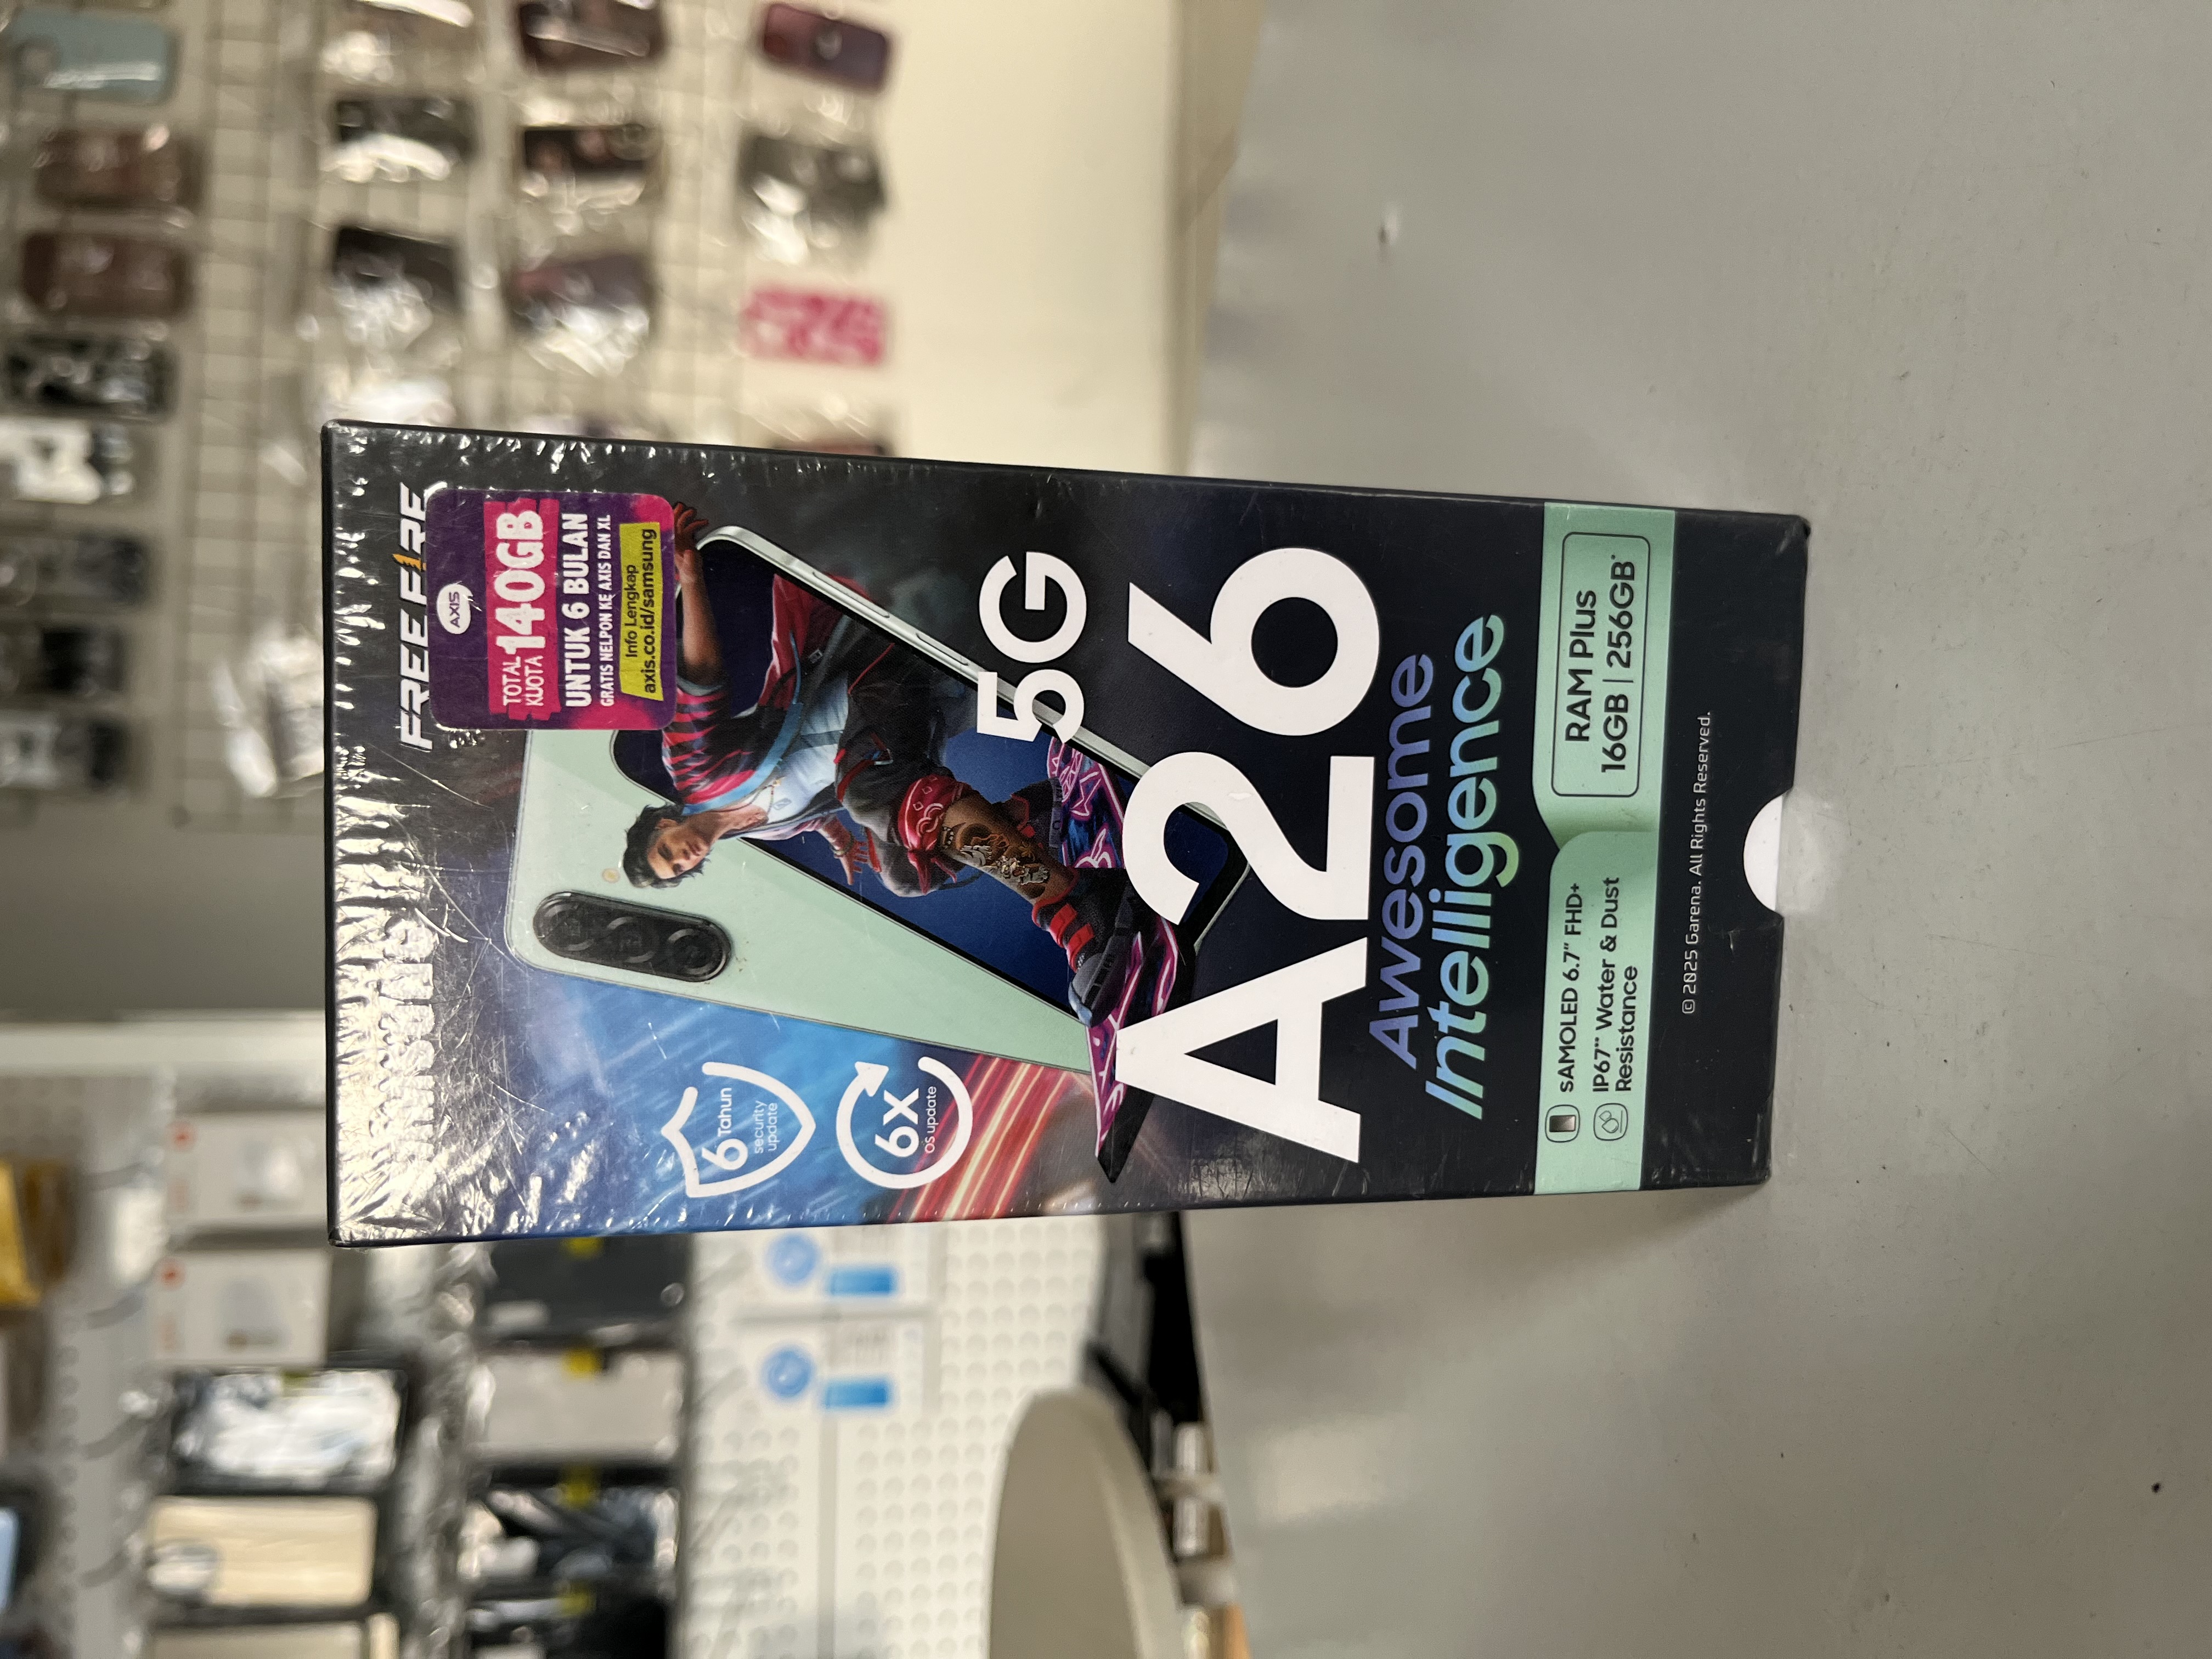 SAMSUNG
FREE FIRE
AXIS
TOTAL KUOTA 140GB
UNTUK 6 BULAN
GRATIS NELPON KE AXIS DAN XL
Info Lengkap
axis.co.id/samsung
6 Tahun
security
update
6X
OS update
5G
A26
Awesome
Intelligence
sAMOLED 6.7" FHD+
IP67** Water & Dust
Resistance
RAM Plus
16GB | 256GB*
© 2025 Garena. All Rights Reserved.